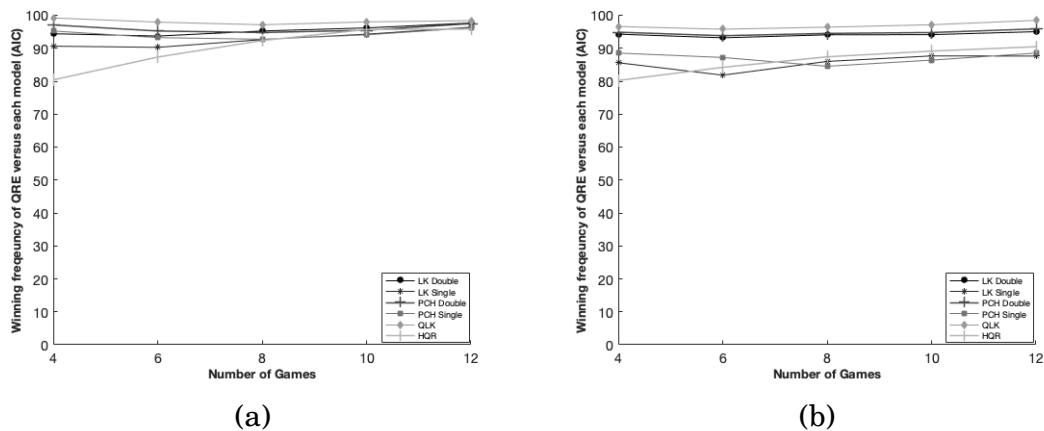 Winning freqeuncy of QRE versus each model (AIC)
100
90
80
70
60
50
40
30
20
10
0
4
6
8
10
12
Number of Games
LK Double
LK Single
PCH Double
PCH Single
QLK
HQR
(a)
Winning freqeuncy of QRE versus each model (AIC)
100
90
80
70
60
50
40
30
20
10
0
4
6
8
10
12
Number of Games
LK Double
LK Single
PCH Double
PCH Single
QLK
HQR
(b)